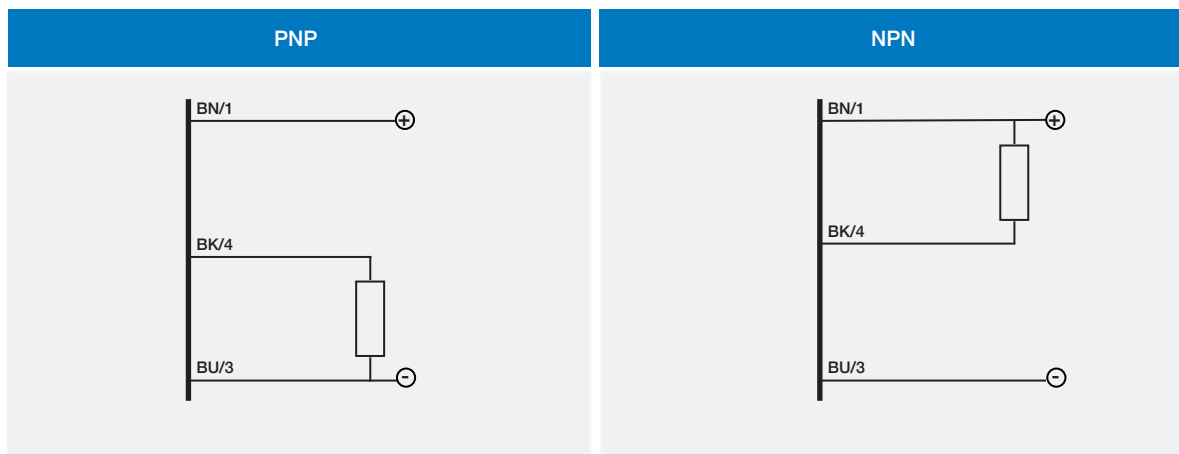 PNP
BN/1
+
BK/4
BU/3
-
NPN
BN/1
+
BK/4
BU/3
-